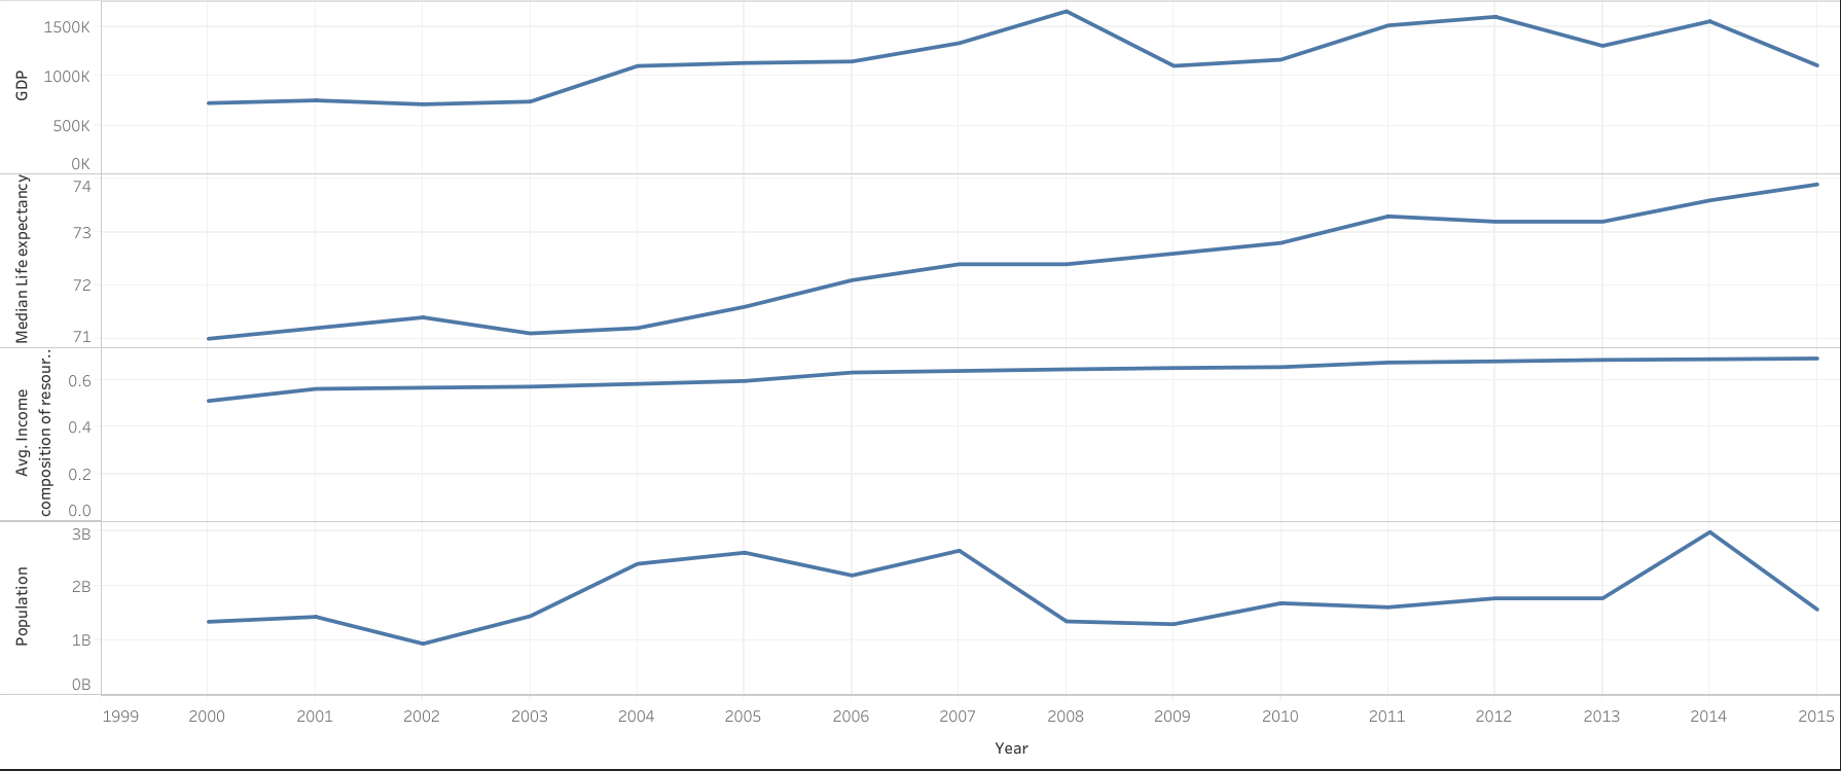 GDP
1500K
1000K
500K
0K
Median Life expectancy
74
73
72
71
Avg. Income
composition of resour..
0.6
0.4
0.2
0.0
Population
3B
2B
1B
0B
1999 2000 2001 2002 2003 2004 2005 2006 2007 2008 2009 2010 2011 2012 2013 2014 2015
Year